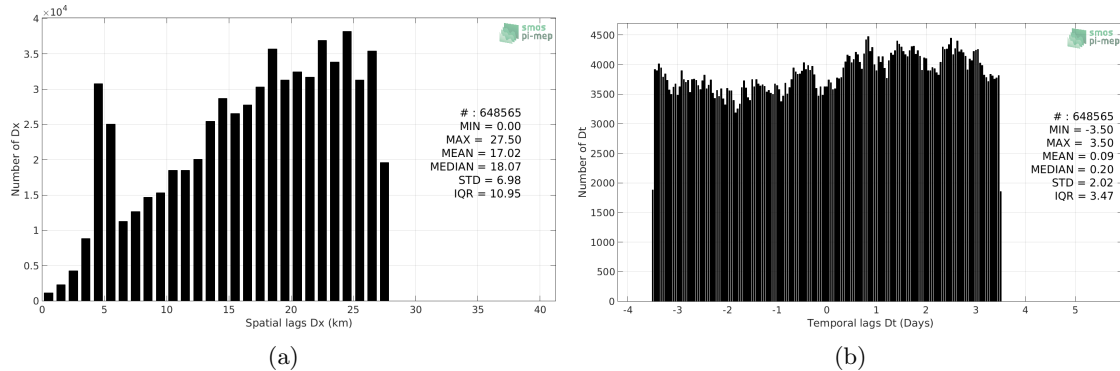 ×10⁴
4
3.5
3
2.5
2
1.5
1
0.5
0
Number of Dx
0 5 10 15 20 25 30 35 40
Spatial lags Dx (km)
smos
pi-mep
# : 648565
MIN = 0.00
MAX = 27.50
MEAN = 17.02
MEDIAN = 18.07
STD = 6.98
IQR = 10.95
(a)
4500
4000
3500
3000
2500
2000
1500
1000
500
0
Number of Dt
-4 -3 -2 -1 0 1 2 3 4 5
Temporal lags Dt (Days)
smos
pi-mep
# : 648565
MIN = -3.50
MAX = 3.50
MEAN = 0.09
MEDIAN = 0.20
STD = 2.02
IQR = 3.47
(b)